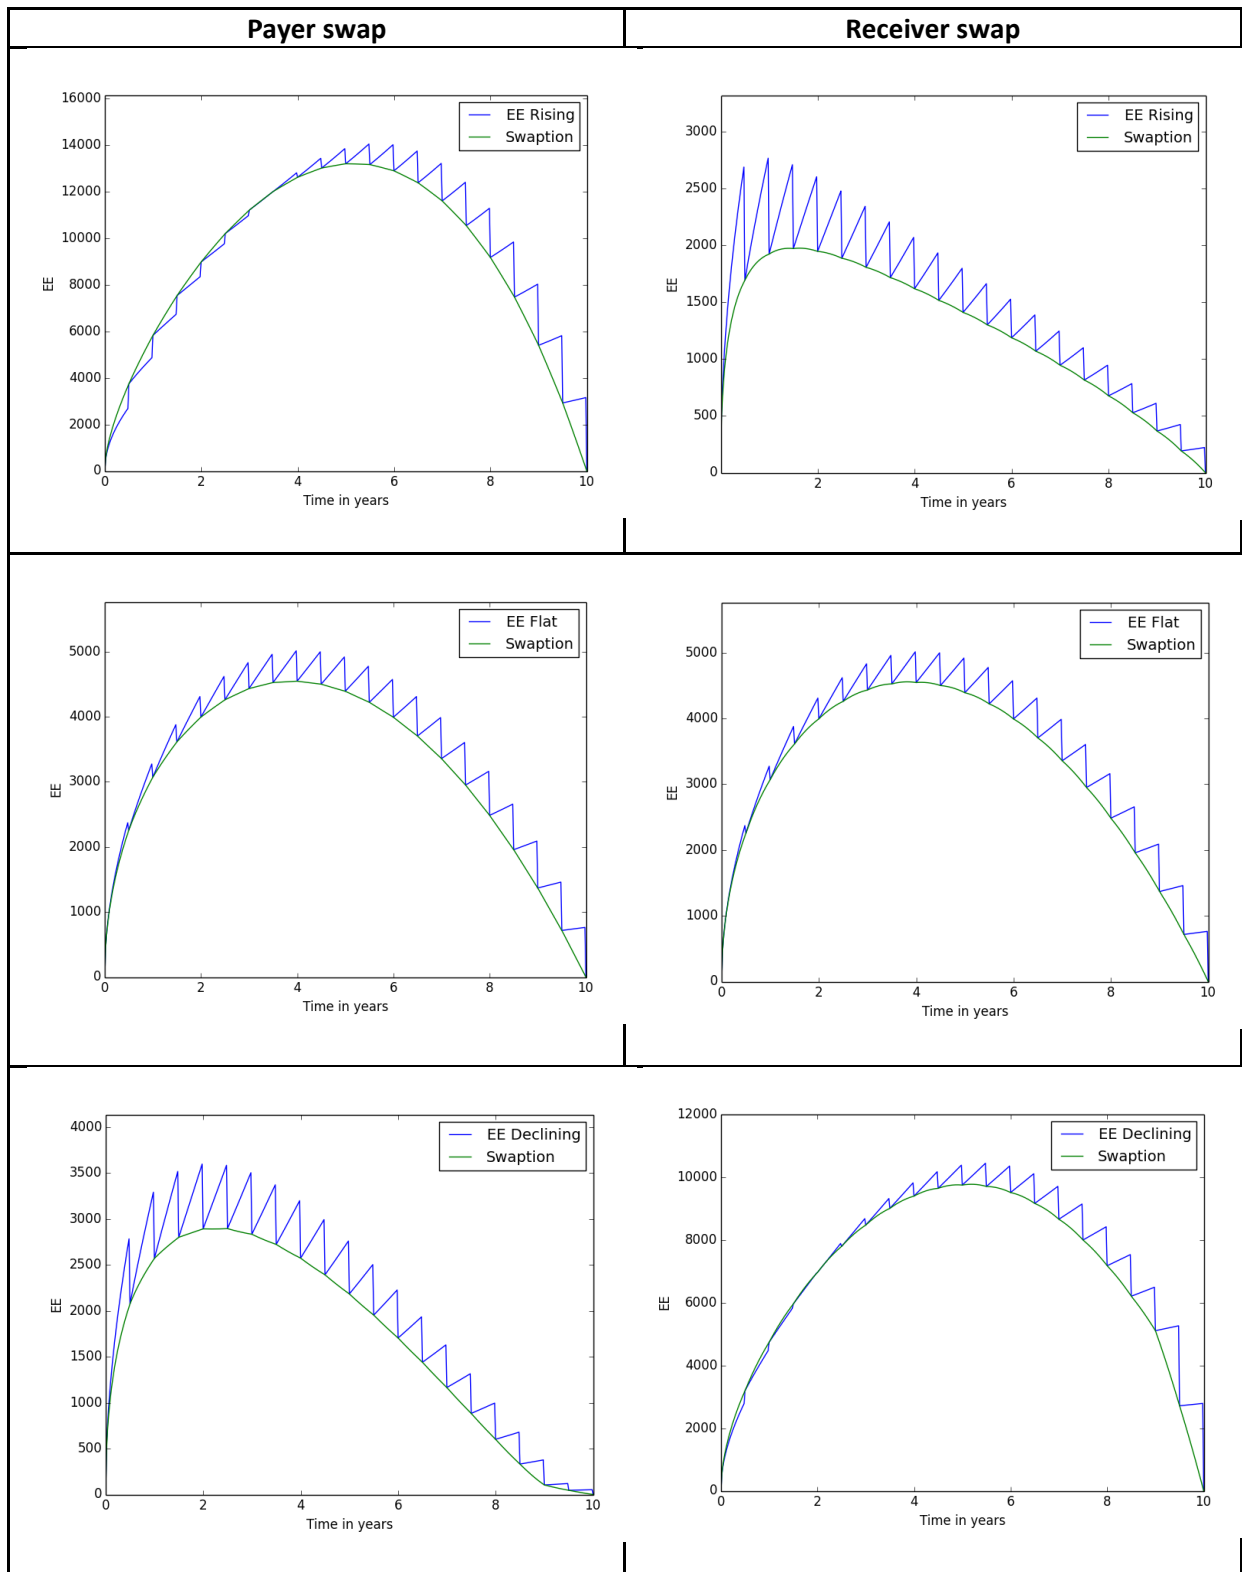 Payer swap
Receiver swap
16000
14000
12000
10000
8000
6000
4000
2000
0
EE
EE Rising
Swaption
0 2 4 6 8 10
Time in years
3000
2500
2000
1500
1000
500
0
EE
EE Rising
Swaption
2 4 6 8 10
Time in years
5000
4000
3000
2000
1000
0
EE
EE Flat
Swaption
0 2 4 6 8 10
Time in years
5000
4000
3000
2000
1000
0
EE
EE Flat
Swaption
0 2 4 6 8 10
Time in years
4000
3500
3000
2500
2000
1500
1000
500
0
EE
EE Declining
Swaption
0 2 4 6 8 10
Time in years
12000
10000
8000
6000
4000
2000
0
EE
EE Declining
Swaption
0 2 4 6 8 10
Time in years